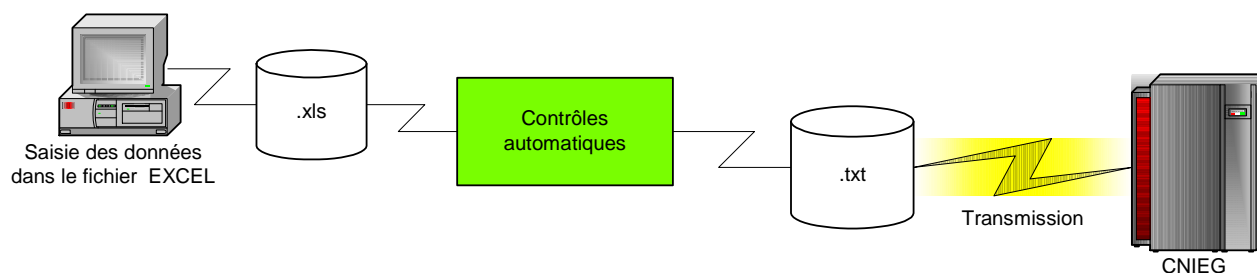 Saisie des données
dans le fichier EXCEL
.xls
Contrôles
automatiques
.txt
Transmission
CNIEG